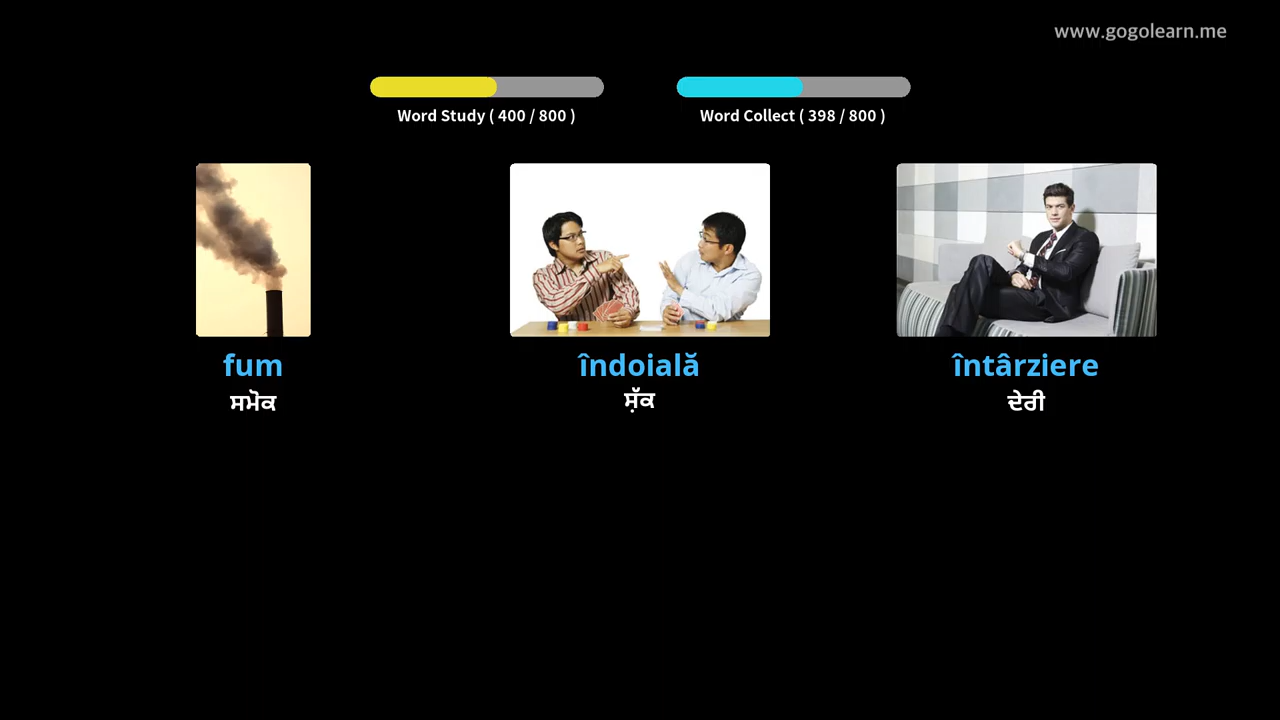 www.gogolearn.me
Word Study ( 400 / 800 )
Word Collect ( 398 / 800 )
fum
îndoială
întârziere
ਸਮੋਕ
ਸ਼ੱਕ
ਦੇਰੀ